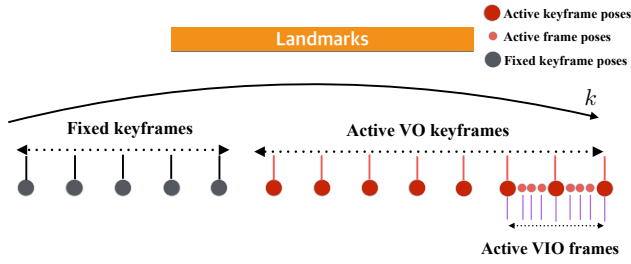 Landmarks
Active keyframe poses
Active frame poses
Fixed keyframe poses
k
Fixed keyframes
Active VO keyframes
Active VIO frames